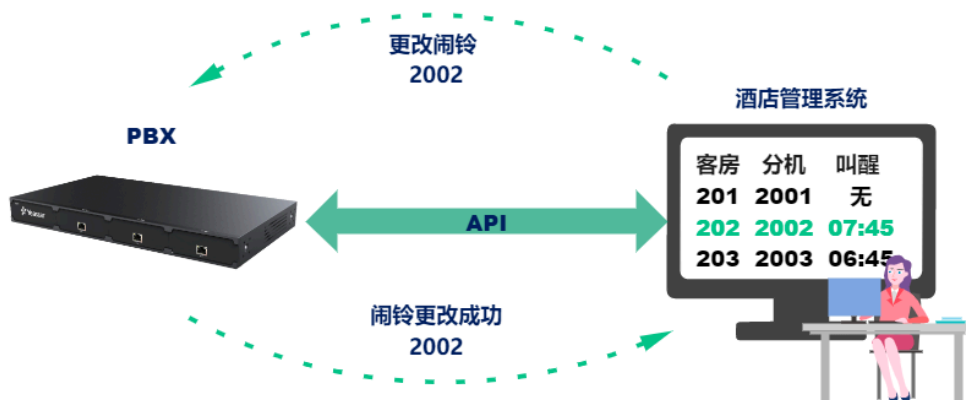 更改闹铃
2002
酒店管理系统
PBX
客房 分机 叫醒
201 2001 无
202 2002 07:45
203 2003 06:45
Yeastar
API
闹铃更改成功
2002